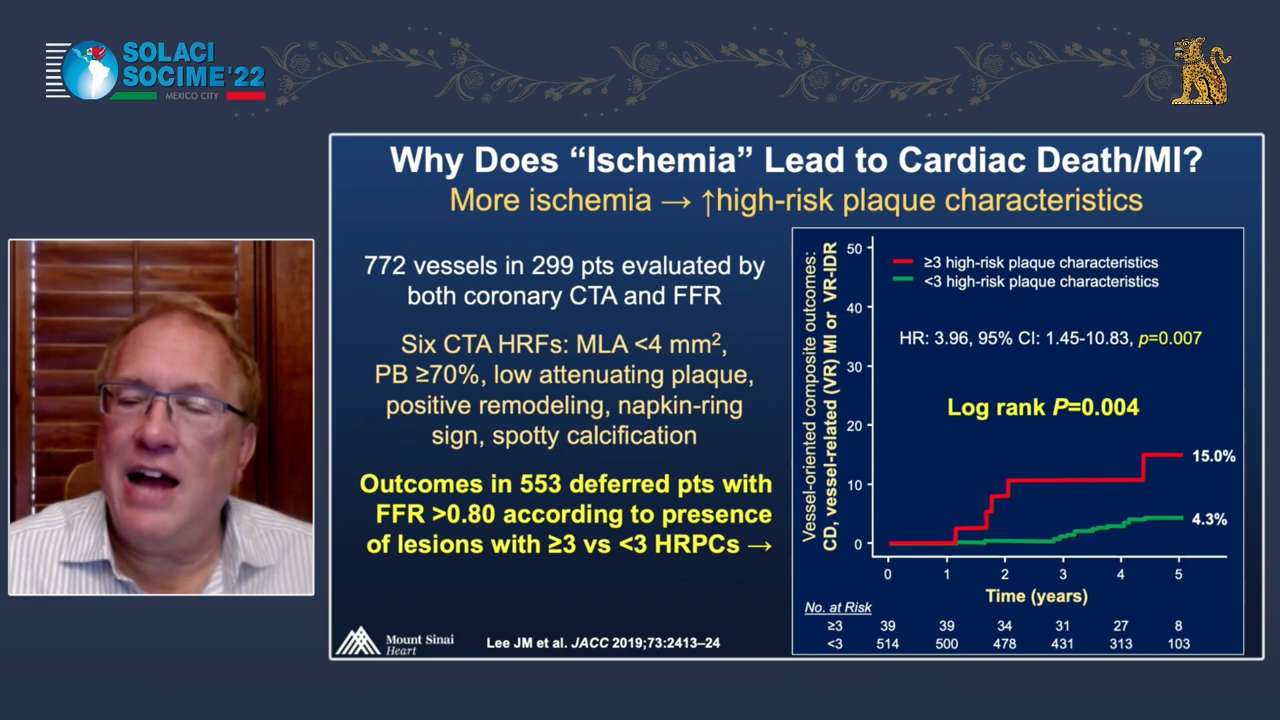 SOLACI
SOCIME'22
MEXICO CITY
Why Does “Ischemia” Lead to Cardiac Death/MI?
More ischemia → ↑high-risk plaque characteristics
772 vessels in 299 pts evaluated by
both coronary CTA and FFR
Six CTA HRFs: MLA <4 mm²,
PB ≥70%, low attenuating plaque,
positive remodeling, napkin-ring
sign, spotty calcification
Outcomes in 553 deferred pts with
FFR >0.80 according to presence
of lesions with ≥3 vs <3 HRPCs →
Mount Sinai
Heart
Lee JM et al. JACC 2019;73:2413–24
Vessel-oriented composite outcomes:
CD, vessel-related (VR) MI or VR-IDR
50
40
30
20
10
0
≥3 high-risk plaque characteristics
<3 high-risk plaque characteristics
HR: 3.96, 95% CI: 1.45-10.83, p=0.007
Log rank P=0.004
15.0%
4.3%
0 1 2 3 4 5
Time (years)
No. at Risk
≥3 39 39 34 31 27 8
<3 514 500 478 431 313 103